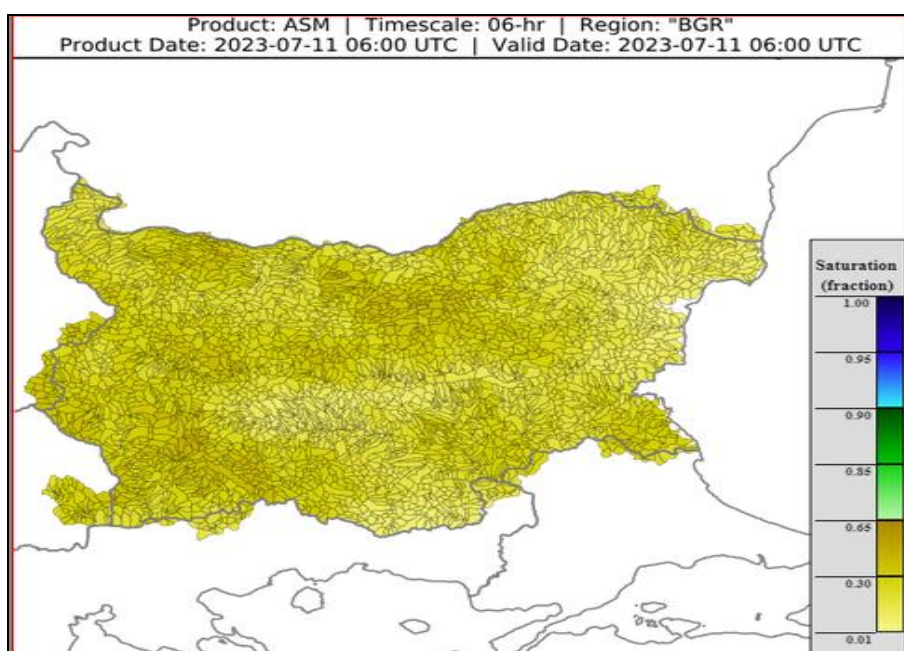 Product: ASM | Timescale: 06-hr | Region: "BGR"
Product Date: 2023-07-11 06:00 UTC | Valid Date: 2023-07-11 06:00 UTC
Saturation
(fraction)
1.00
0.95
0.90
0.85
0.65
0.30
0.01